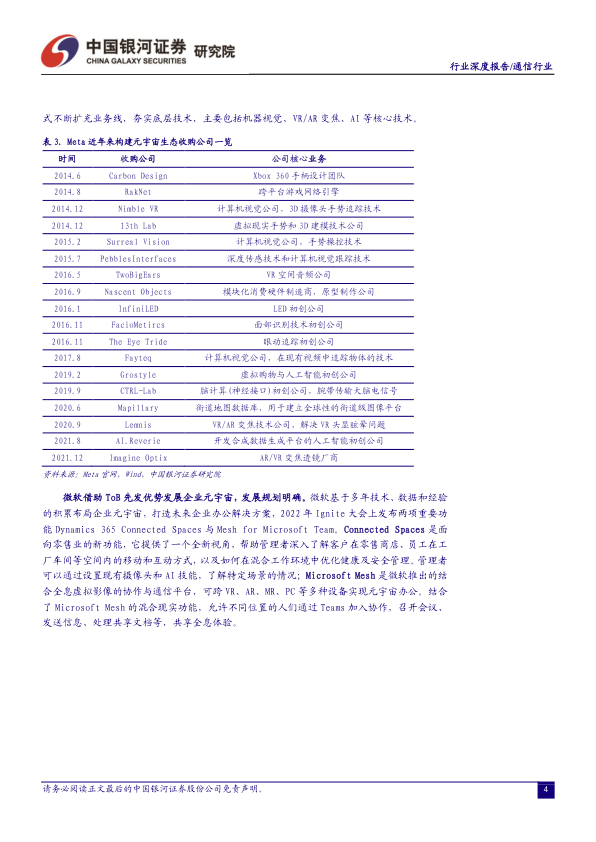 中国银河证券 研究院
CHINA GALAXY SECURITIES
行业深度报告/通信行业
式不断扩充业务线，夯实底层技术，主要包括机器视觉、VR/AR 变焦、AI 等核心技术。
表 3. Meta 近年来构建元宇宙生态收购公司一览
时间 收购公司 公司核心业务
2014.6 Carbon Design Xbox 360 手柄设计团队
2014.8 RakNet 跨平台游戏网络引擎
2014.12 Nimble VR 计算机视觉公司，3D 摄像头手势追踪技术
2014.12 13th Lab 虚拟现实手势和 3D 建模技术公司
2015.2 Surreal Vision 计算机视觉公司，手势操控技术
2015.7 PebblesInterfaces 深度传感技术和计算机视觉跟踪技术
2016.5 TwoBigEars VR 空间音频公司
2016.9 Nascent Objects 模块化消费硬件制造商，原型制作公司
2016.1 InfiniLED LED 初创公司
2016.11 FacioMetircs 面部识别技术初创公司
2016.11 The Eye Tride 眼动追踪初创公司
2017.8 Fayteq 计算机视觉公司，在现有视频中追踪物体的技术
2019.2 Grostyle 虚拟购物与人工智能初创公司
2019.9 CTRL-Lab 脑计算(神经接口)初创公司，腕带传输大脑电信号
2020.6 Mapillary 街道地图数据库，用于建立全球性的街道线图像平台
2020.9 Lemnis VR/AR 变焦技术公司，解决 VR 头显眩晕问题
2021.8 AI.Reverie 开发合成数据生成平台的人工智能初创公司
2021.12 Imagine Optix AR/VR 变焦透镜厂商
资料来源：Meta 官网，Wind，中国银河证券研究院
微软借助 ToB 先发优势发展企业元宇宙，发展规划明确。微软基于多年技术、数据和经验
的积累布局企业元宇宙，打造未来企业办公解决方案，2022 年 Ignite 大会上发布两项重要功
能 Dynamics 365 Connected Spaces 与 Mesh for Microsoft Team。Connected Spaces 是面
向零售业的新功能，它提供了一个全新视角，帮助管理者深入了解客户在零售商店、员工在工
厂车间等空间内的移动和互动方式，以及如何在混合工作环境中优化健康及安全管理。管理者
可以通过设置现有摄像头和 AI 技能，了解特定场景的情况；Microsoft Mesh 是微软推出的结
合全息虚拟影像的协作与通信平台，可跨 VR、AR、MR、PC 等多种设备实现元宇宙办公。结合
了 Microsoft Mesh 的混合现实功能，允许不同位置的人们通过 Teams 加入协作，召开会议、
发送信息、处理共享文档等，共享全息体验。
请务必阅读正文最后的中国银河证券股份公司免责声明。
4